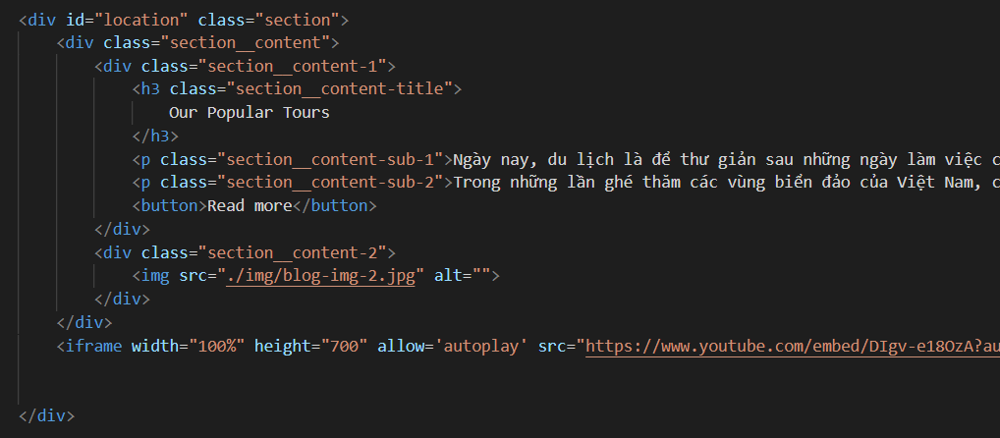 <div id="location" class="section">
<div class="section__content">
<div class="section__content-1">
<h3 class="section__content-title">
Our Popular Tours
</h3>
<p class="section__content-sub-1">Ngày nay, du lịch là để thư giản sau những ngày làm việc c
<p class="section__content-sub-2">Trong những lần ghé thăm các vùng biển đảo của Việt Nam, c
<button>Read more</button>
</div>
<div class="section__content-2">
<img src="./img/blog-img-2.jpg" alt="">
</div>
</div>
<iframe width="100%" height="700" allow='autoplay' src="https://www.youtube.com/embed/DIgv-e18OzA?au
</div>